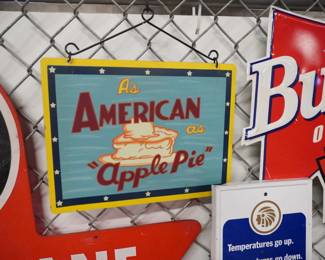 As
AMERICAN
as
"Apple Pie"
Bu
Temperatures go up.